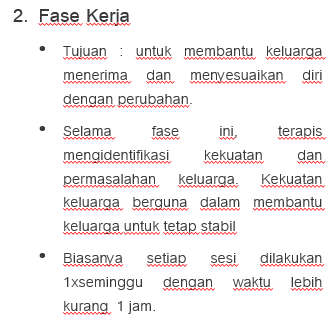 2. Fase Kerja
• Tujuan : untuk membantu keluarga
menerima dan menyesuaikan diri
dengan perubahan.
• Selama fase ini, terapis
mengidentifikasi kekuatan dan
permasalahan keluarga. Kekuatan
keluarga berguna dalam membantu
keluarga untuk tetap stabil
• Biasanya setiap sesi dilakukan
1xseminggu dengan waktu lebih
kurang 1 jam.